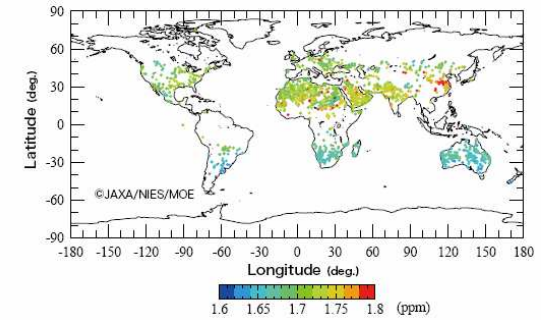 90
60
30
0
-30
-60
-90
Latitude (deg.)
©JAXA/NIES/MOE
-180 -150 -120 -90 -60 -30 0 30 60 90 120 150 180
Longitude (deg.)
1.6 1.65 1.7 1.75 1.8 (ppm)